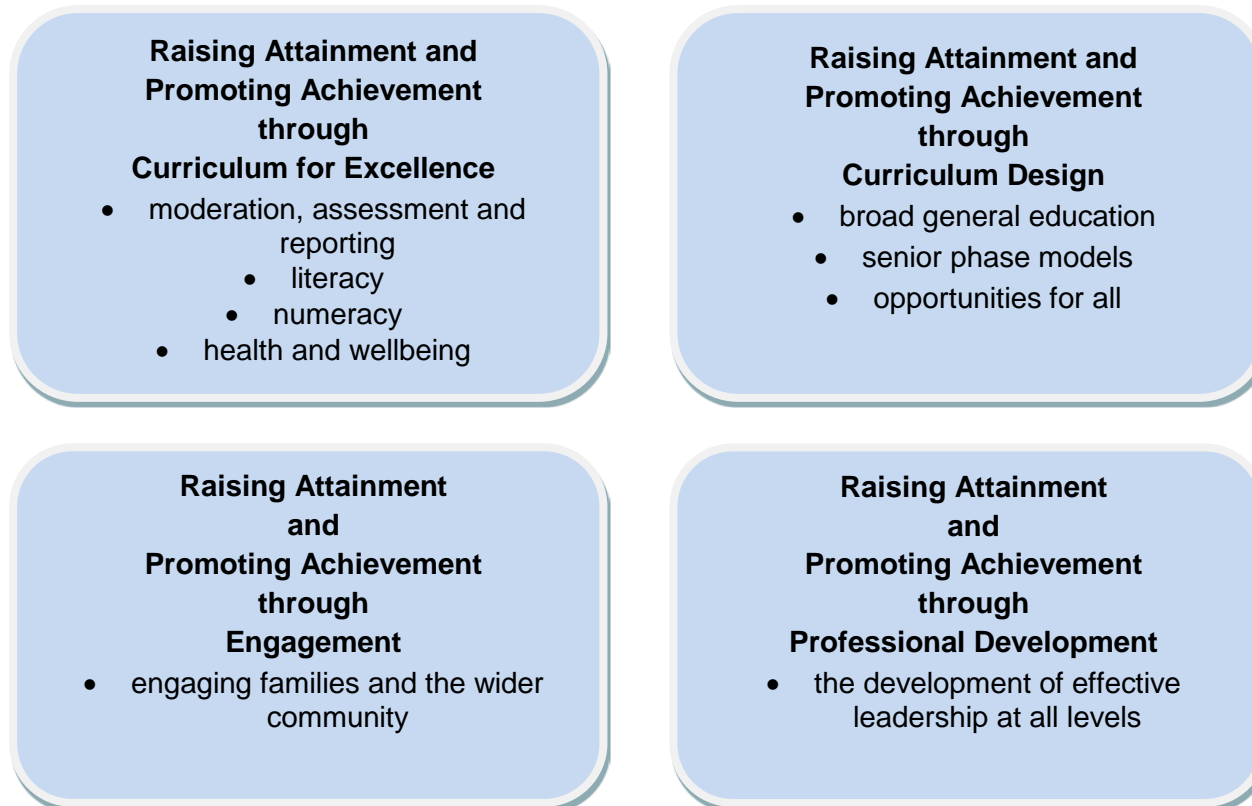 Raising Attainment and
Promoting Achievement
through
Curriculum for Excellence
• moderation, assessment and
reporting
• literacy
• numeracy
• health and wellbeing
Raising Attainment and
Promoting Achievement
through
Curriculum Design
• broad general education
• senior phase models
• opportunities for all
Raising Attainment
and
Promoting Achievement
through
Engagement
• engaging families and the wider
community
Raising Attainment
and
Promoting Achievement
through
Professional Development
• the development of effective
leadership at all levels